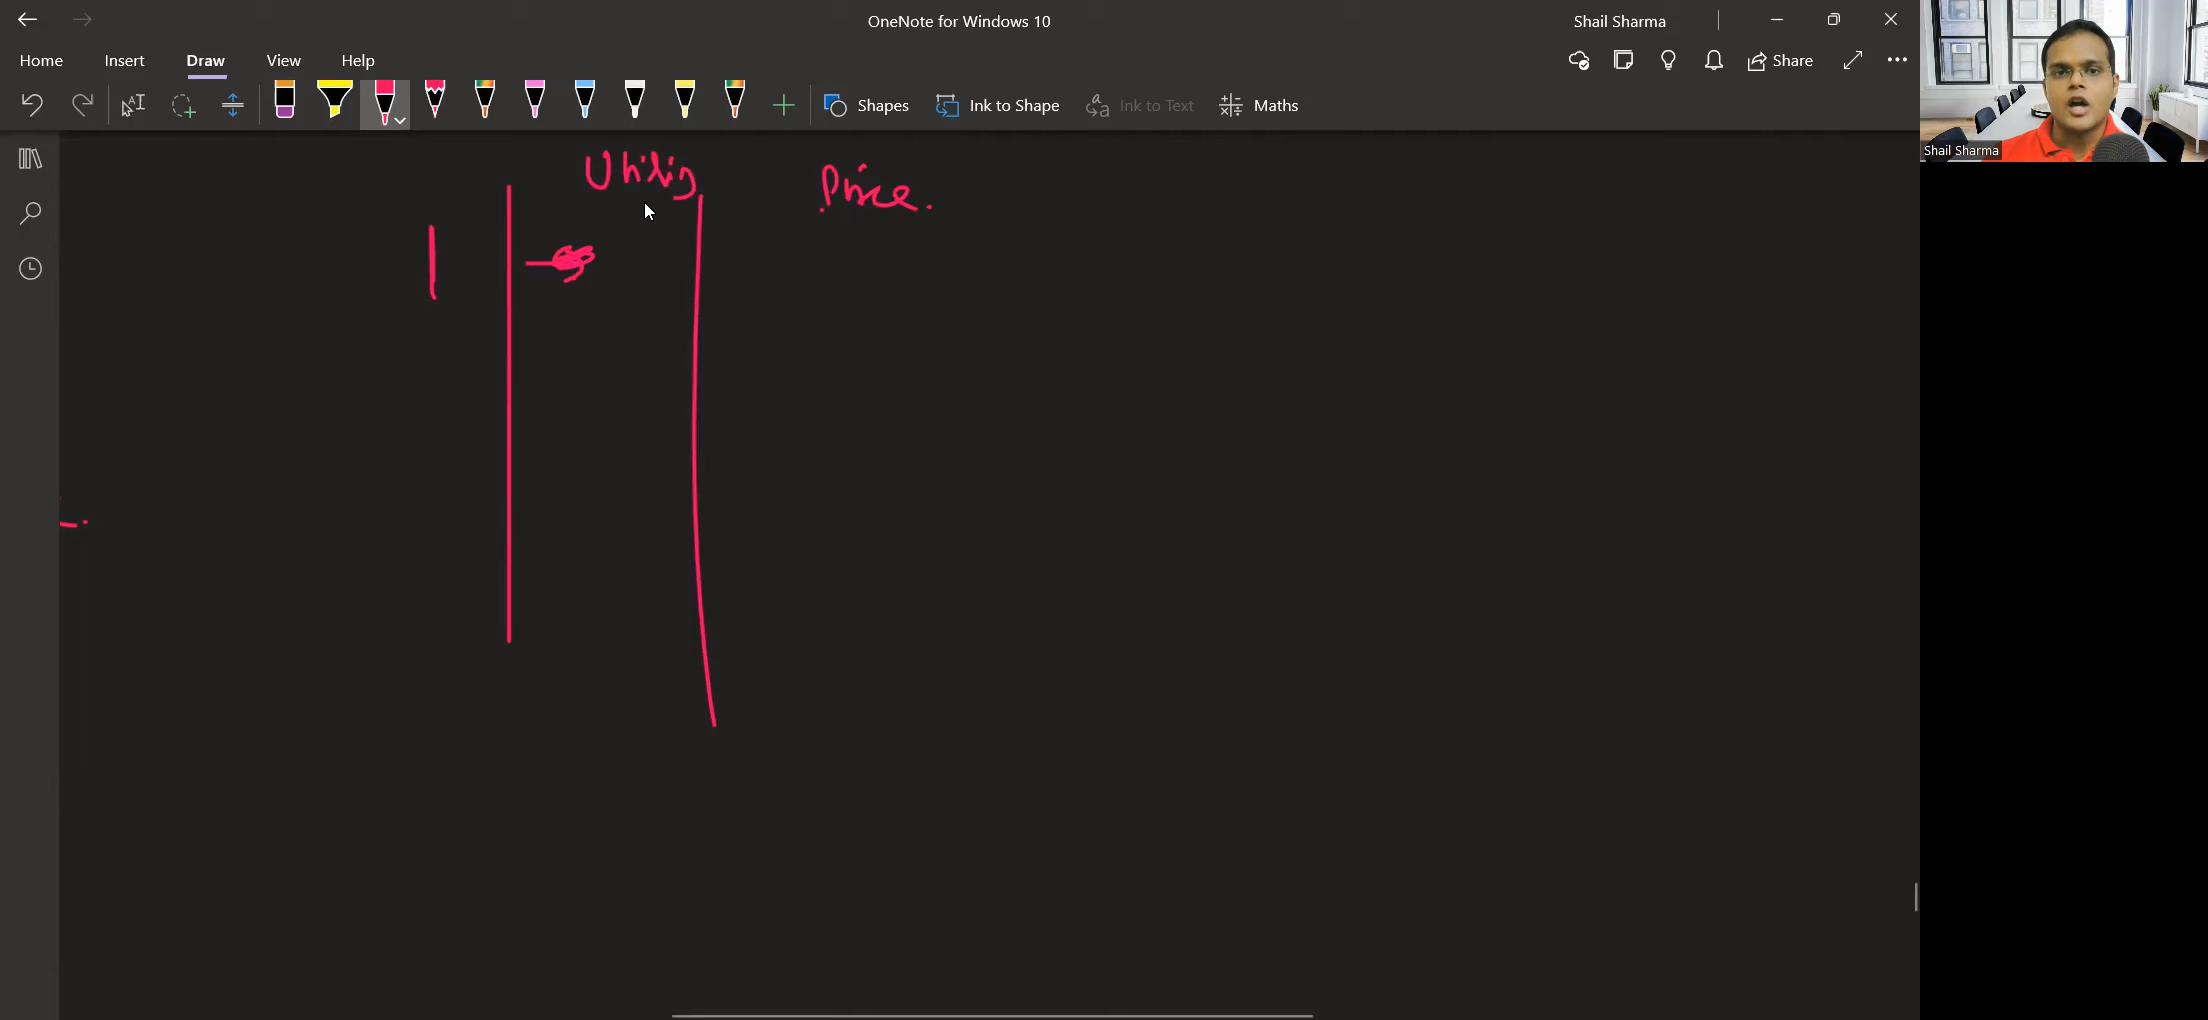 OneNote for Windows 10
Shail Sharma
Home Insert Draw View Help
Share
Shapes Ink to Shape Ink to Text Maths
Shail Sharma
Utility Price.
1